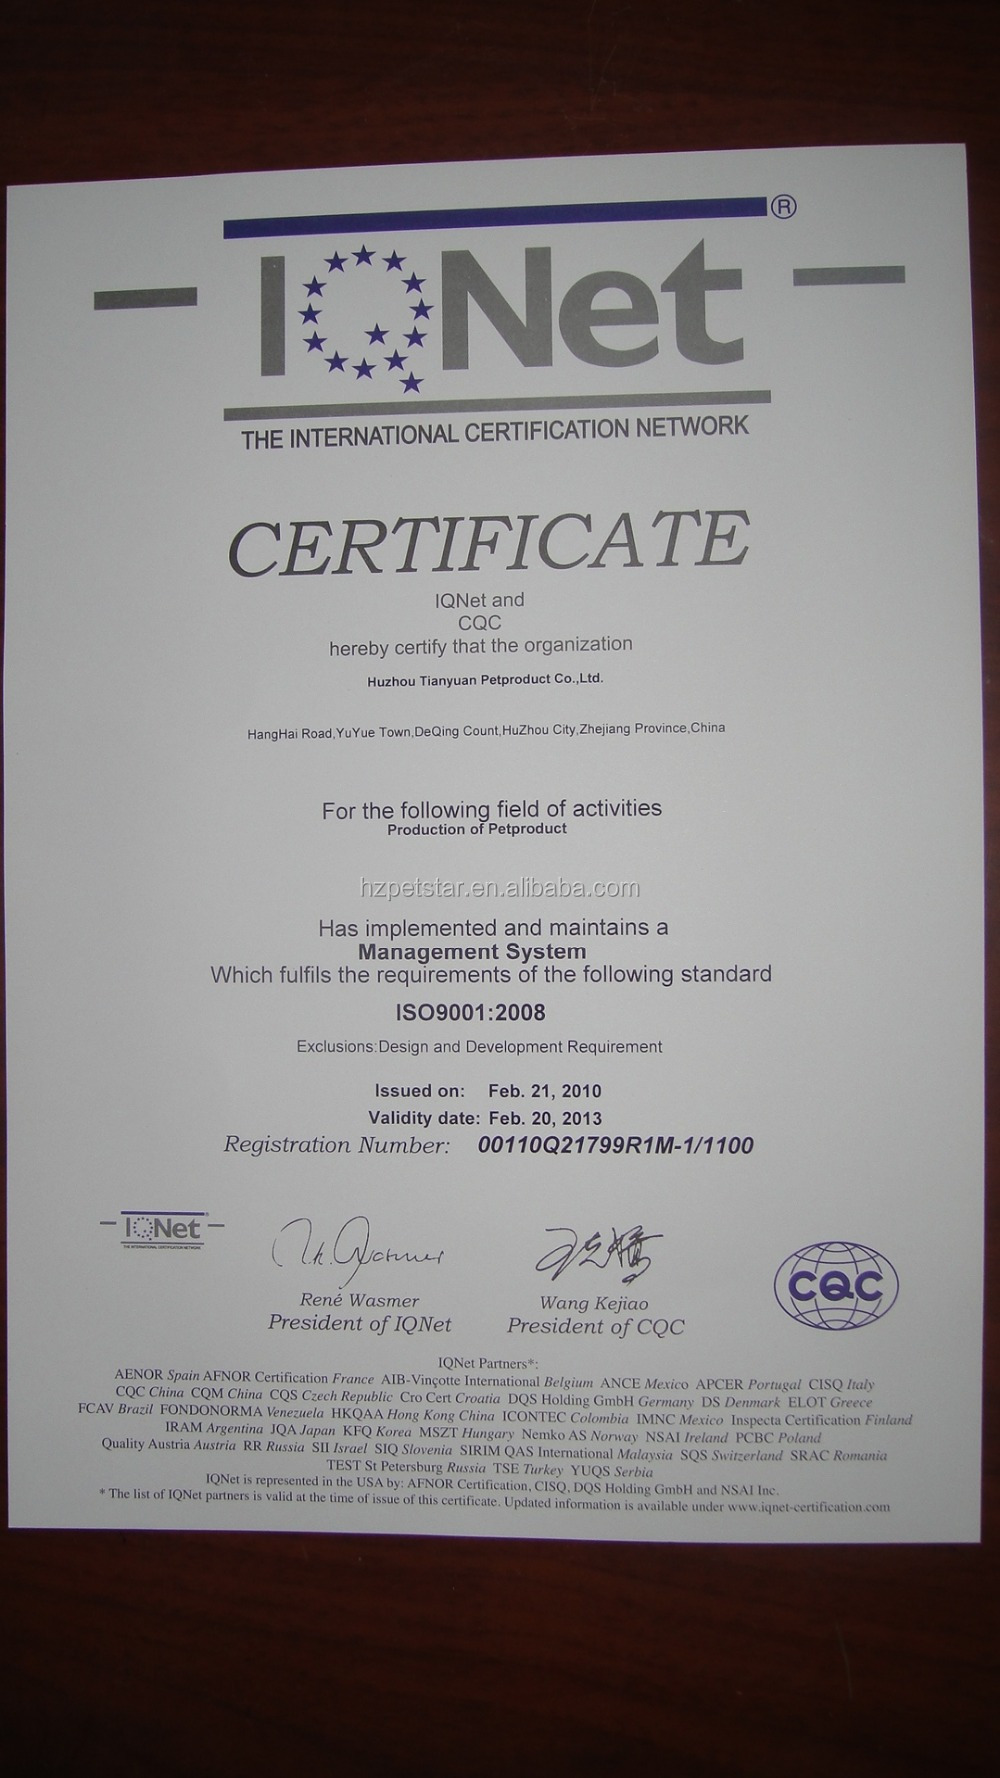 IQNet®
THE INTERNATIONAL CERTIFICATION NETWORK
CERTIFICATE
IQNet and
CQC
hereby certify that the organization
Huzhou Tianyuan Petproduct Co.,Ltd.
HangHai Road,YuYue Town,DeQing Count,HuZhou City,Zhejiang Province,China
For the following field of activities
Production of Petproduct
hzpetstar.en.alibaba.com
Has implemented and maintains a
Management System
Which fulfils the requirements of the following standard
ISO9001:2008
Exclusions:Design and Development Requirement
Issued on: Feb. 21, 2010
Validity date: Feb. 20, 2013
Registration Number: 00110Q21799R1M-1/1100
IQNet
THE INTERNATIONAL CERTIFICATION NETWORK
CQC
René Wasmer
President of IQNet
Wang Kejiao
President of CQC
IQNet Partners*:
AENOR Spain AFNOR Certification France AIB-Vinçotte International Belgium ANCE Mexico APCER Portugal CISQ Italy
CQC China CQM China CQS Czech Republic Cro Cert Croatia DQS Holding GmbH Germany DS Denmark ELOT Greece
FCAV Brazil FONDONORMA Venezuela HKQAA Hong Kong China ICONTEC Colombia IMNC Mexico Inspecta Certification Finland
IRAM Argentina JQA Japan KFQ Korea MSZT Hungary Nemko AS Norway NSAI Ireland PCBC Poland
Quality Austria Austria RR Russia SII Israel SIQ Slovenia SIRIM QAS International Malaysia SQS Switzerland SRAC Romania
TEST St Petersburg Russia TSE Turkey YUQS Serbia
IQNet is represented in the USA by: AFNOR Certification, CISQ, DQS Holding GmbH and NSAI Inc.
* The list of IQNet partners is valid at the time of issue of this certificate. Updated information is available under www.iqnet-certification.com